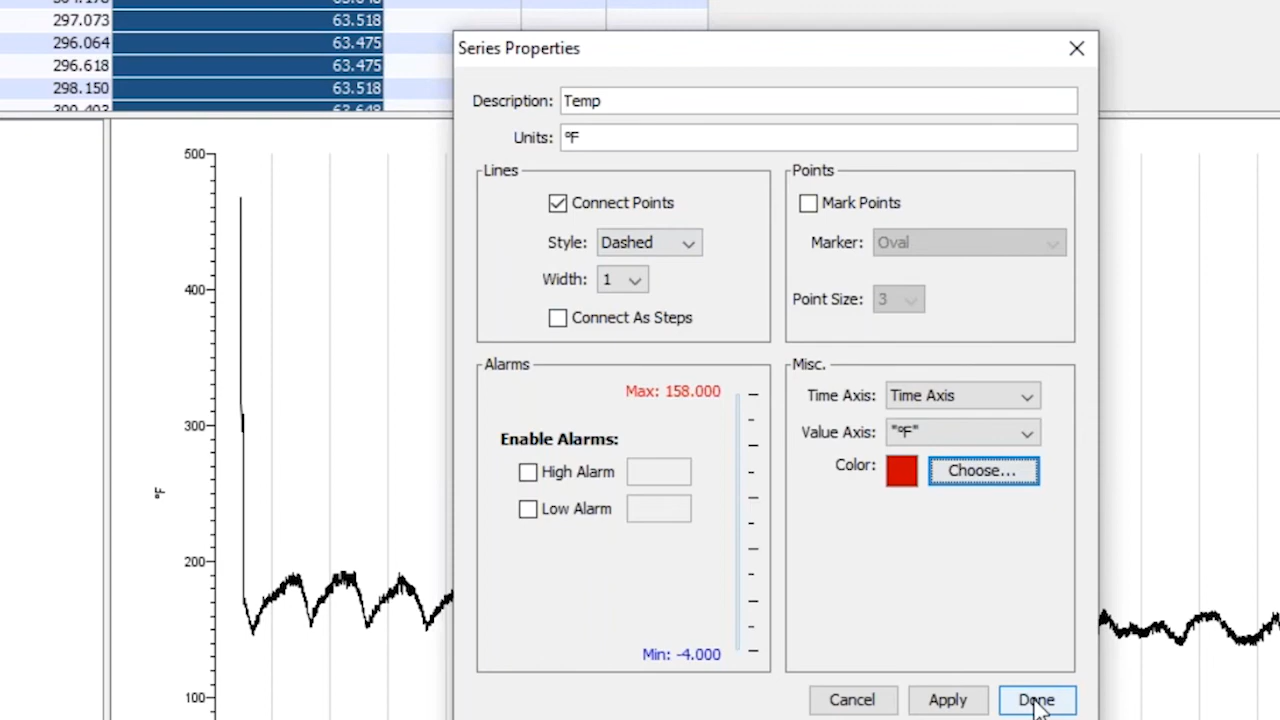 297.073 63.518
296.064 63.475
296.618 63.475
298.150 63.518
Series Properties
Description: Temp
Units: °F
Lines
Connect Points
Style: Dashed
Width: 1
Connect As Steps
Points
Mark Points
Marker: Oval
Point Size: 3
Alarms
Max: 158.000
Enable Alarms:
High Alarm
Low Alarm
Min: -4.000
Misc.
Time Axis: Time Axis
Value Axis: "°F"
Color: Choose...
Cancel Apply Done
500
400
300
200
100
°F